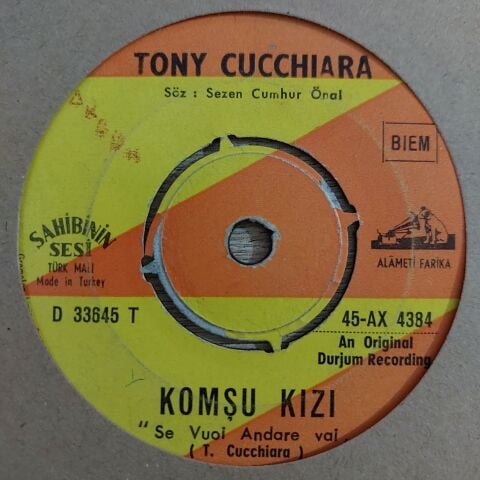 TONY CUCCHIARA
Söz : Sezen Cumhur Önal
BIEM
SAHİBİNİN
SESİ
TÜRK MALI
Made in Turkey
ALÂMETİ FARİKA
D 33645 T
45-AX 4384
An Original
Durjum Recording
KOMŞU KIZI
"Se Vuoi Andare vai.
( T. Cucchiara )